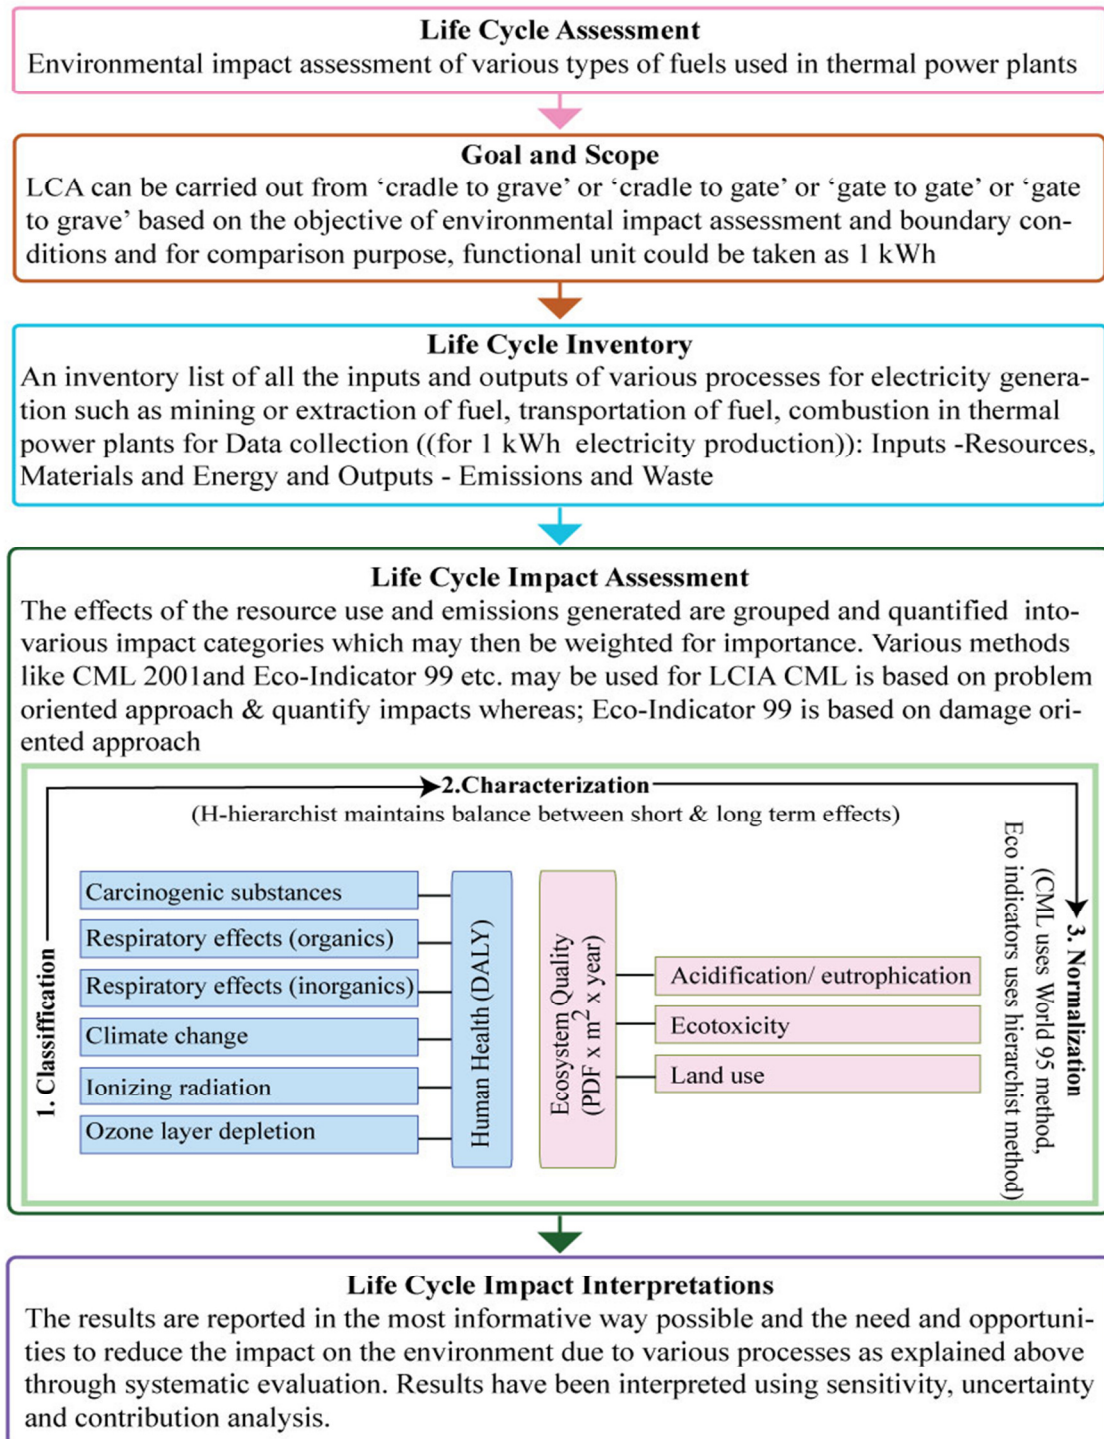 Life Cycle Assessment
Environmental impact assessment of various types of fuels used in thermal power plants
Goal and Scope
LCA can be carried out from ‘cradle to grave’ or ‘cradle to gate’ or ‘gate to gate’ or ‘gate
to grave’ based on the objective of environmental impact assessment and boundary con-
ditions and for comparison purpose, functional unit could be taken as 1 kWh
Life Cycle Inventory
An inventory list of all the inputs and outputs of various processes for electricity genera-
tion such as mining or extraction of fuel, transportation of fuel, combustion in thermal
power plants for Data collection ((for 1 kWh electricity production)): Inputs -Resources,
Materials and Energy and Outputs - Emissions and Waste
Life Cycle Impact Assessment
The effects of the resource use and emissions generated are grouped and quantified into-
various impact categories which may then be weighted for importance. Various methods
like CML 2001and Eco-Indicator 99 etc. may be used for LCIA CML is based on problem
oriented approach & quantify impacts whereas; Eco-Indicator 99 is based on damage ori-
ented approach
1. Classiffication
2.Characterization
(H-hierarchist maintains balance between short & long term effects)
Carcinogenic substances
Respiratory effects (organics)
Respiratory effects (inorganics)
Climate change
Ionizing radiation
Ozone layer depletion
Human Health (DALY)
Ecosystem Quality
(PDF x m² x year)
Acidification/ eutrophication
Ecotoxicity
Land use
3. Normalization
(CML uses World 95 method,
Eco indicators uses hierarchist method)
Life Cycle Impact Interpretations
The results are reported in the most informative way possible and the need and opportuni-
ties to reduce the impact on the environment due to various processes as explained above
through systematic evaluation. Results have been interpreted using sensitivity, uncertainty
and contribution analysis.